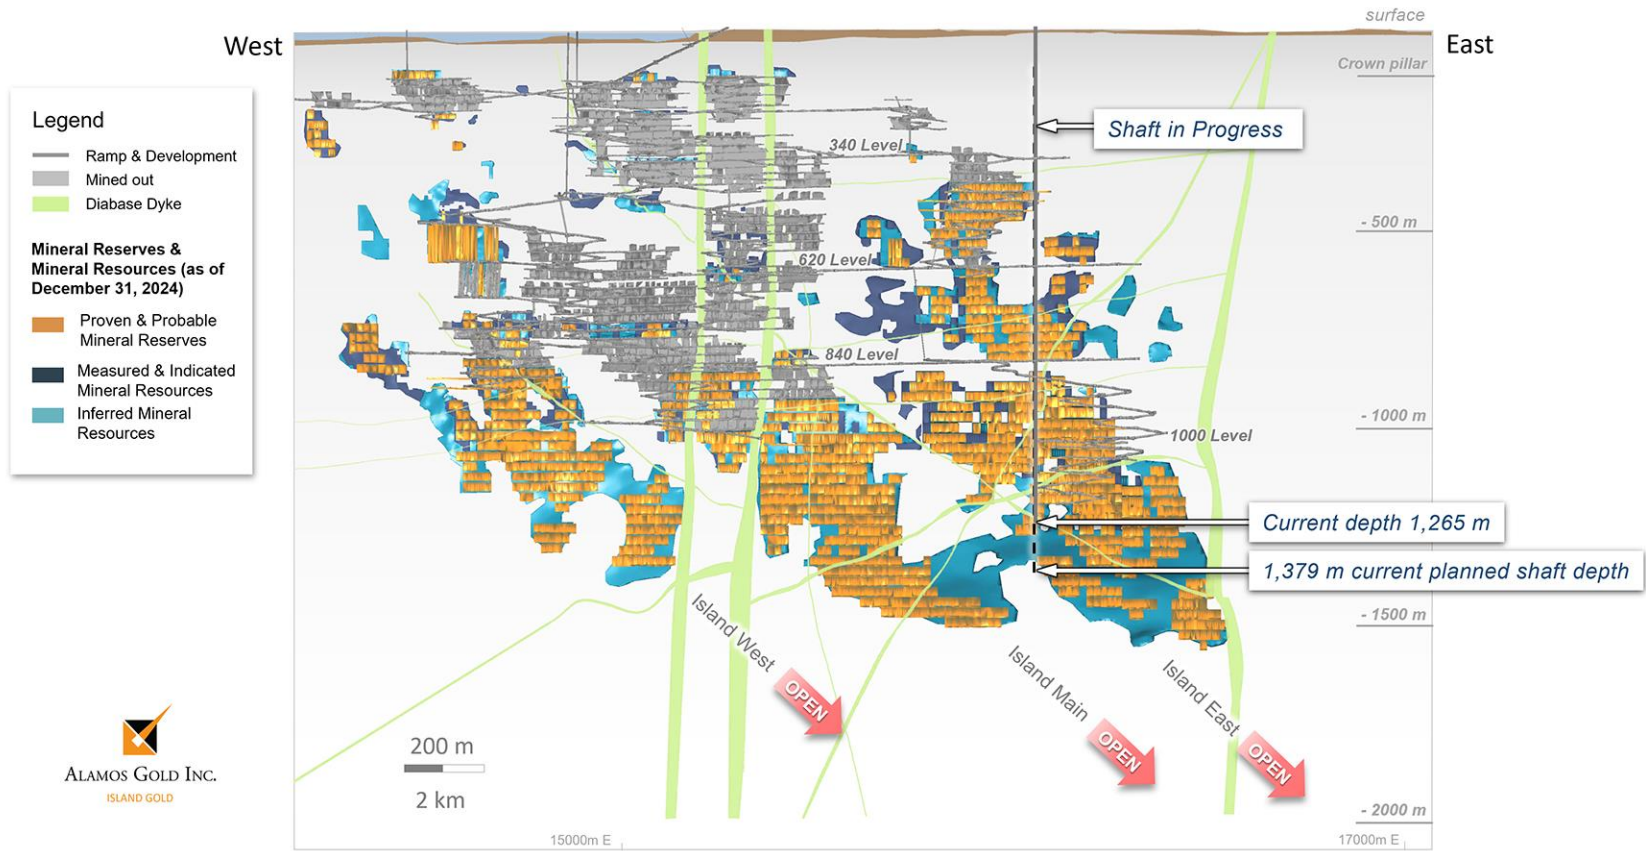 surface
West
East
Crown pillar
Legend
Ramp & Development
Mined out
Diabase Dyke
Mineral Reserves &
Mineral Resources (as of
December 31, 2024)
Proven & Probable
Mineral Reserves
Measured & Indicated
Mineral Resources
Inferred Mineral
Resources
Shaft in Progress
340 Level
- 500 m
620 Level
840 Level
- 1000 m
1000 Level
Current depth 1,265 m
1,379 m current planned shaft depth
- 1500 m
Island West
OPEN
Island Main
OPEN
Island East
OPEN
200 m
2 km
ALAMOS GOLD INC.
ISLAND GOLD
- 2000 m
15000m E
17000m E